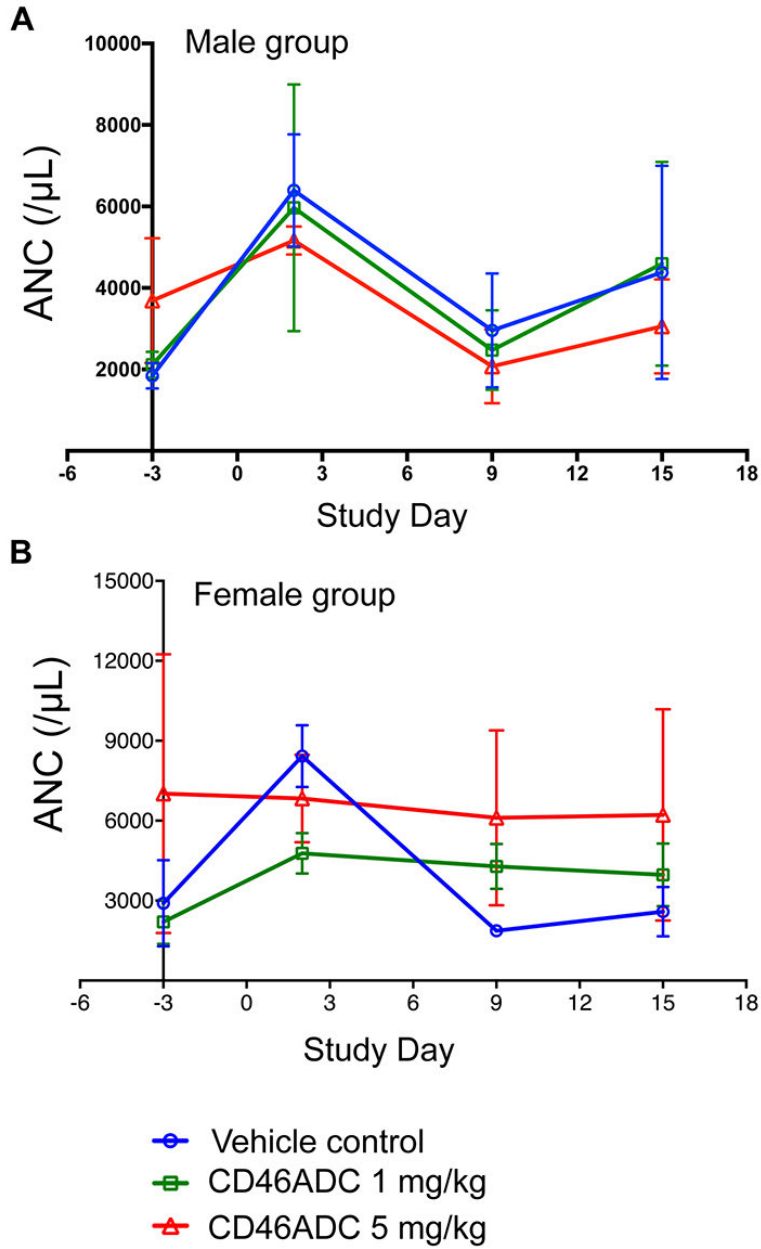 A
Male group
10000
8000
6000
4000
2000
ANC (/μL)
-6 -3 0 3 6 9 12 15 18
Study Day
B
Female group
15000
12000
9000
6000
3000
ANC (/μL)
-6 -3 0 3 6 9 12 15 18
Study Day
Vehicle control
CD46ADC 1 mg/kg
CD46ADC 5 mg/kg